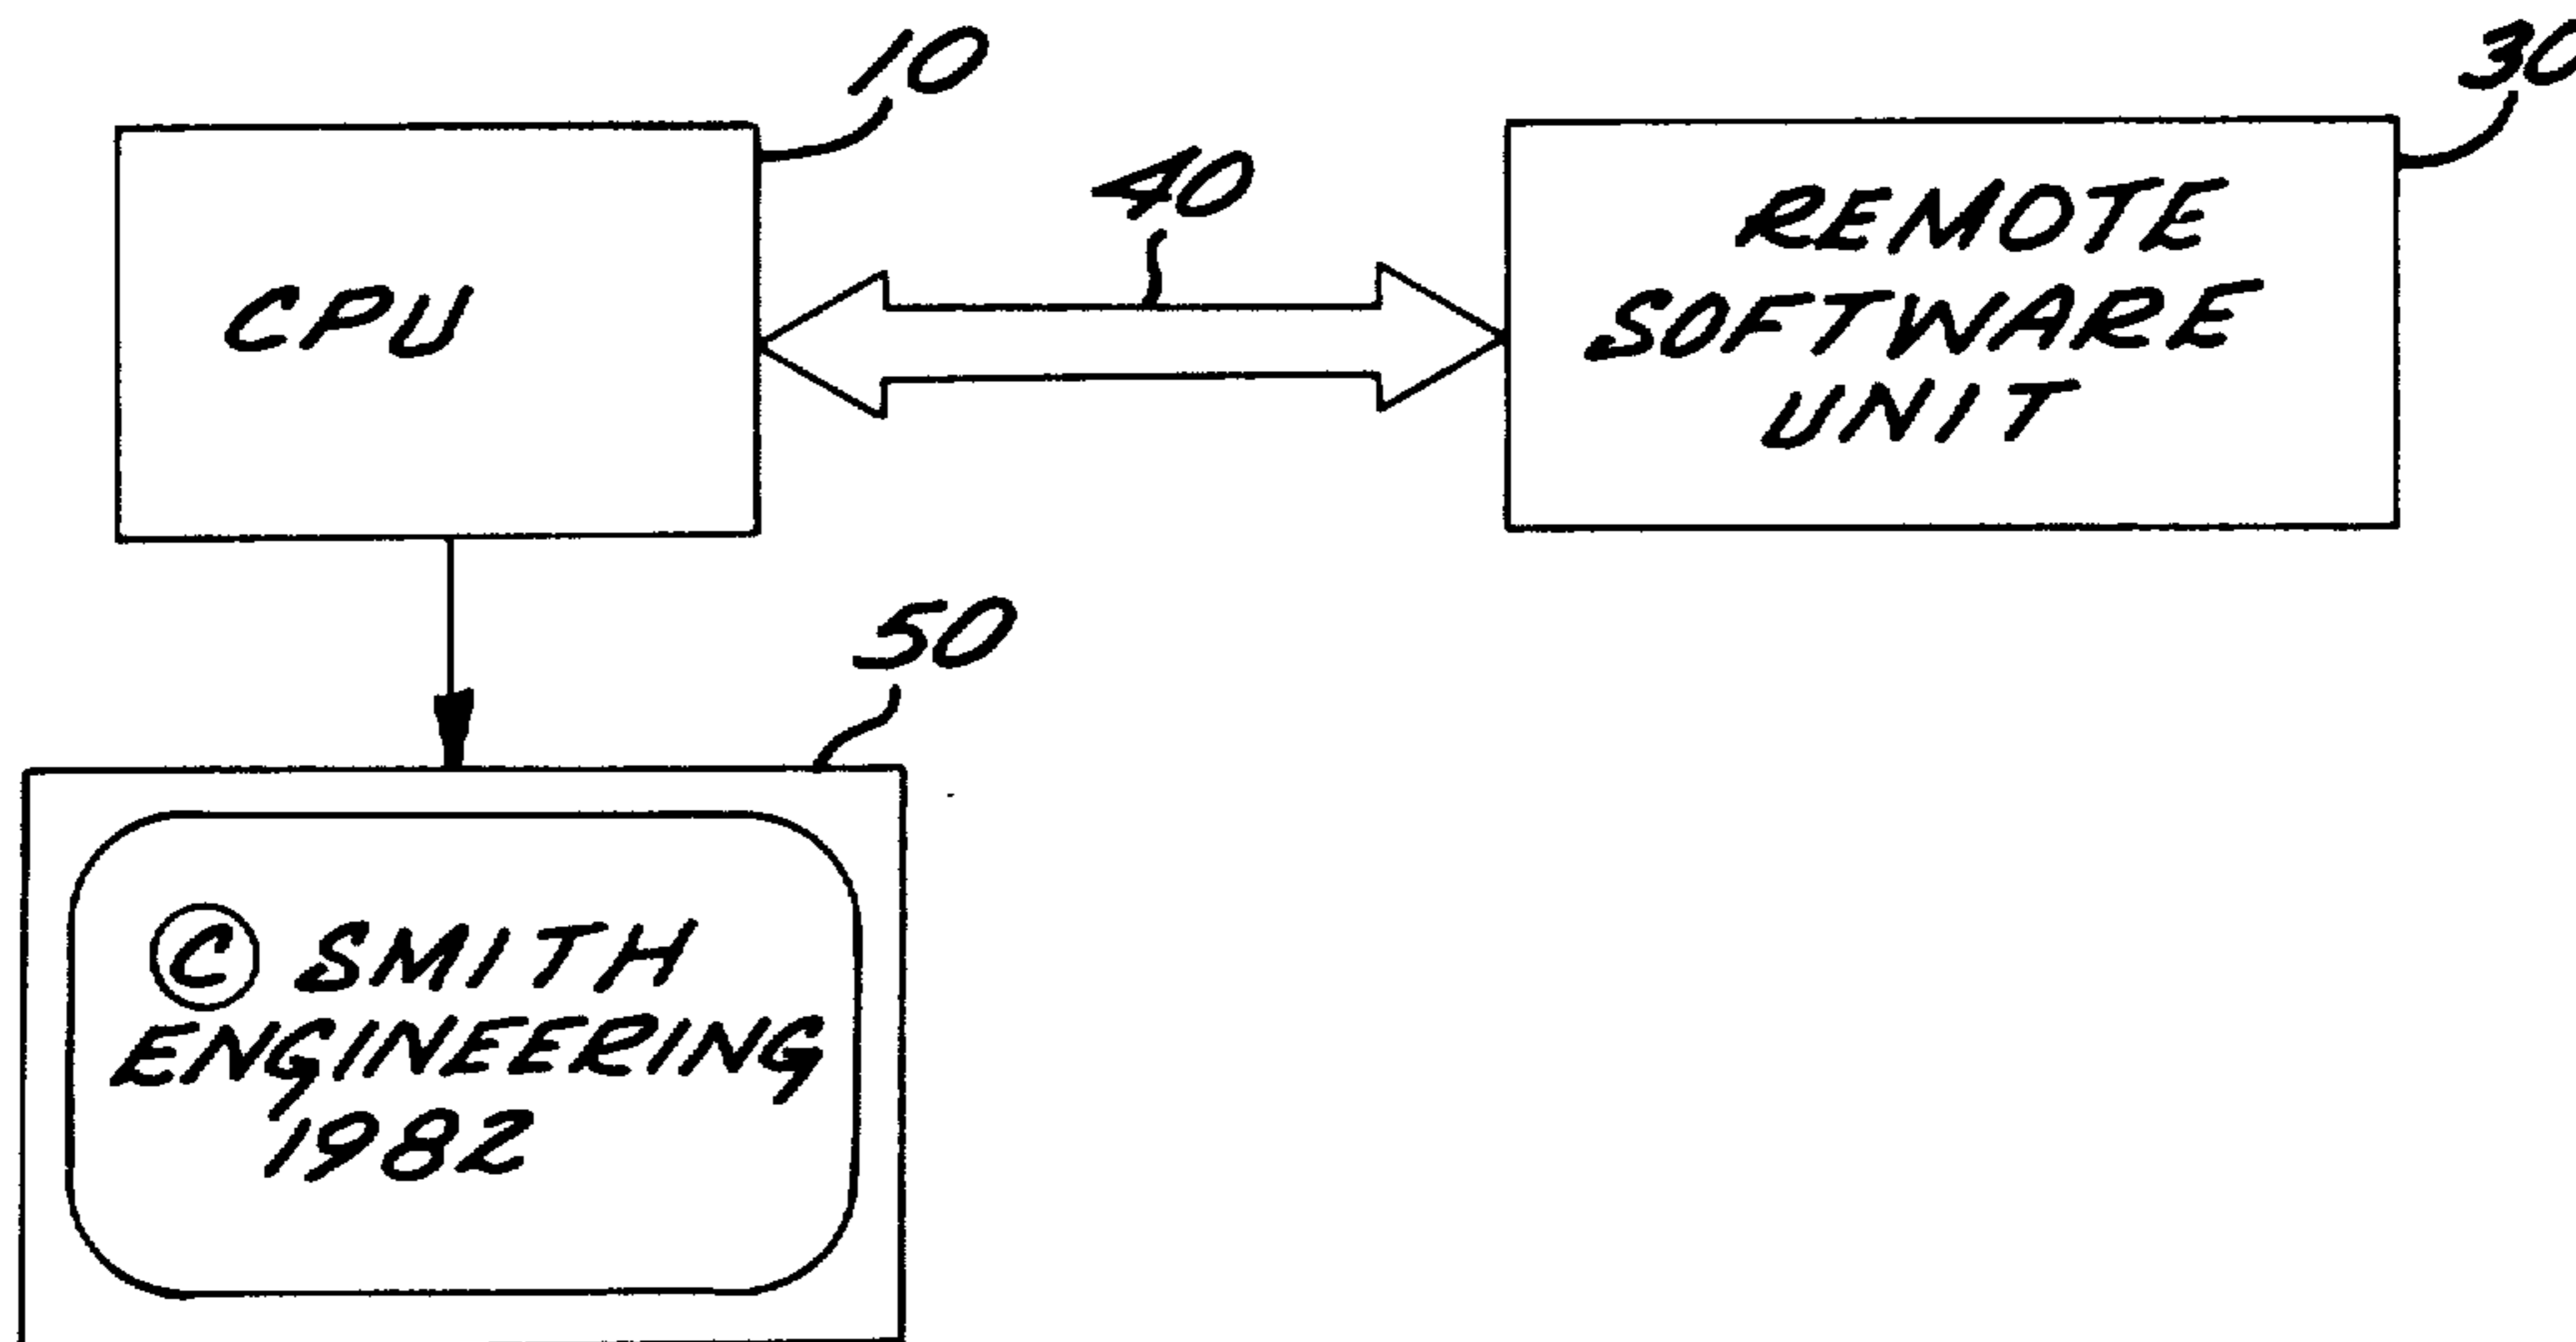 10
30
40
CPU
REMOTE
SOFTWARE
UNIT
50
© SMITH
ENGINEERING
1982